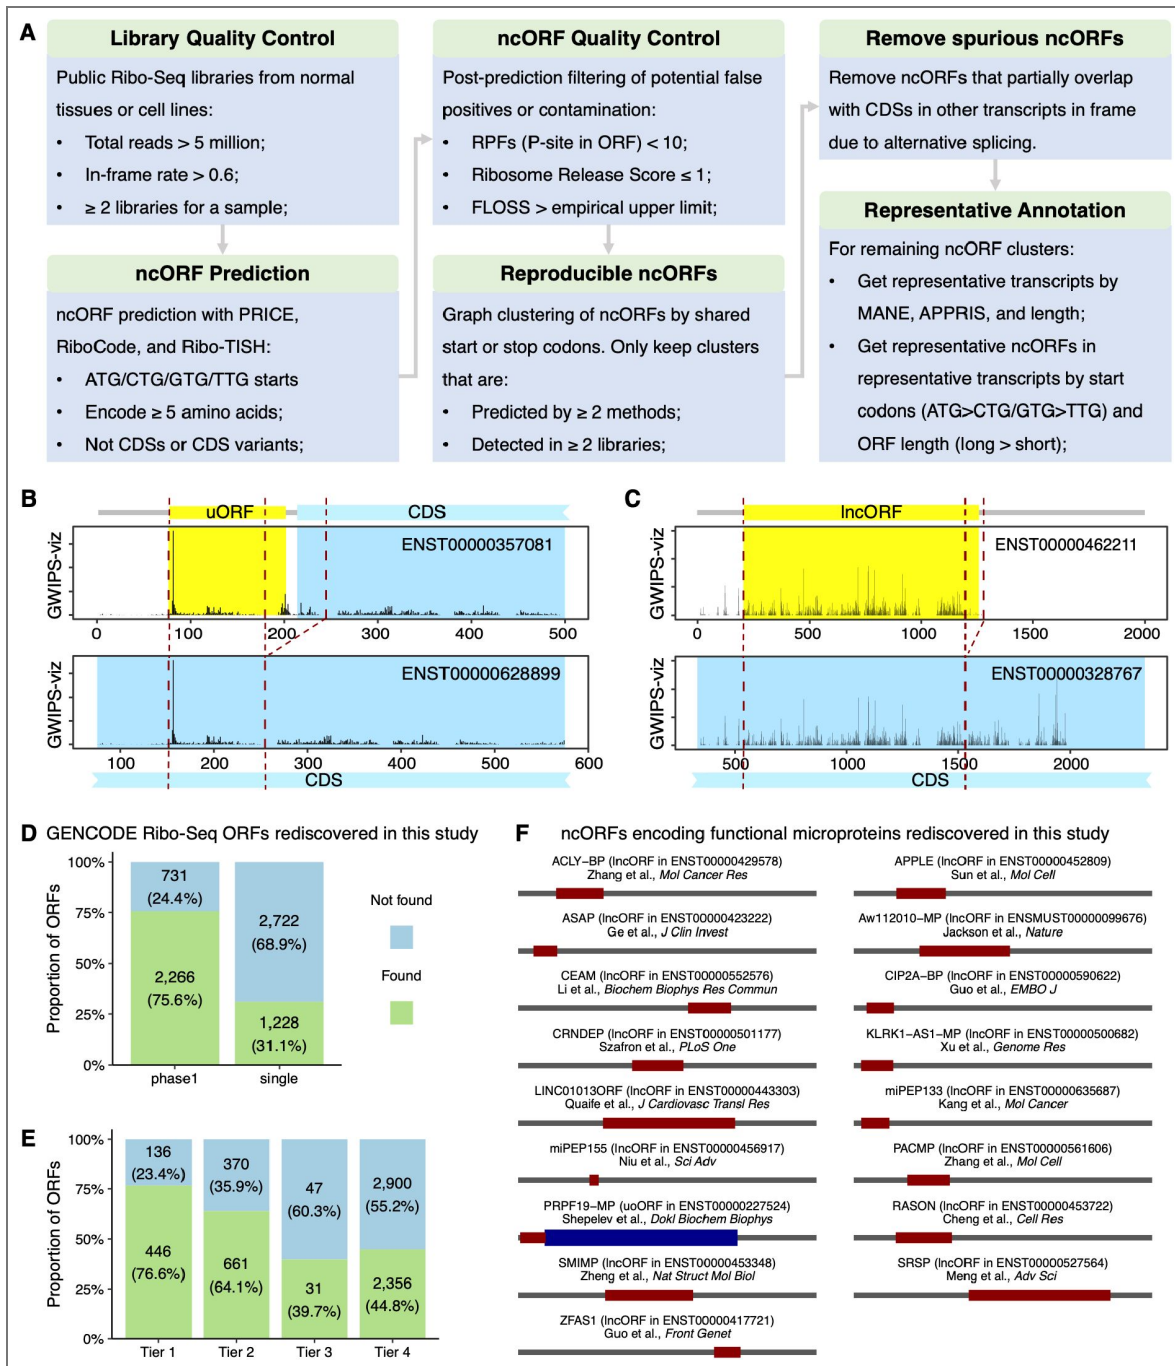 A
Library Quality Control
Public Ribo-Seq libraries from normal
tissues or cell lines:
• Total reads > 5 million;
• In-frame rate > 0.6;
• ≥ 2 libraries for a sample;
ncORF Prediction
ncORF prediction with PRICE,
RiboCode, and Ribo-TISH:
• ATG/CTG/GTG/TTG starts
• Encode ≥ 5 amino acids;
• Not CDSs or CDS variants;
ncORF Quality Control
Post-prediction filtering of potential false
positives or contamination:
• RPFs (P-site in ORF) < 10;
• Ribosome Release Score ≤ 1;
• FLOSS > empirical upper limit;
Reproducible ncORFs
Graph clustering of ncORFs by shared
start or stop codons. Only keep clusters
that are:
• Predicted by ≥ 2 methods;
• Detected in ≥ 2 libraries;
Remove spurious ncORFs
Remove ncORFs that partially overlap
with CDSs in other transcripts in frame
due to alternative splicing.
Representative Annotation
For remaining ncORF clusters:
• Get representative transcripts by
MANE, APPRIS, and length;
• Get representative ncORFs in
representative transcripts by start
codons (ATG>CTG/GTG>TTG) and
ORF length (long > short);
B
uORF
CDS
GWIPS-viz
ENST00000357081
0 100 200 300 400 500
GWIPS-viz
ENST00000628899
100 200 300 400 500 600
CDS
C
lncORF
GWIPS-viz
ENST00000462211
0 500 1000 1500 2000
GWIPS-viz
ENST00000328767
500 1000 1500 2000
CDS
D GENCODE Ribo-Seq ORFs rediscovered in this study
Proportion of ORFs
100%
75%
50%
25%
0%
731
(24.4%)
2,266
(75.6%)
2,722
(68.9%)
1,228
(31.1%)
phase1 single
Not found
Found
E
Proportion of ORFs
100%
75%
50%
25%
0%
136
(23.4%)
446
(76.6%)
370
(35.9%)
661
(64.1%)
47
(60.3%)
31
(39.7%)
2,900
(55.2%)
2,356
(44.8%)
Tier 1 Tier 2 Tier 3 Tier 4
F ncORFs encoding functional microproteins rediscovered in this study
ACLY−BP (lncORF in ENST00000429578)
Zhang et al., Mol Cancer Res
ASAP (lncORF in ENST00000423222)
Ge et al., J Clin Invest
CEAM (lncORF in ENST00000552576)
Li et al., Biochem Biophys Res Commun
CRNDEP (lncORF in ENST00000501177)
Szafron et al., PLoS One
LINC01013ORF (lncORF in ENST00000443303)
Quaife et al., J Cardiovasc Transl Res
miPEP155 (lncORF in ENST00000456917)
Niu et al., Sci Adv
PRPF19−MP (uoORF in ENST00000227524)
Shepelev et al., Dokl Biochem Biophys
SMIMP (lncORF in ENST00000453348)
Zheng et al., Nat Struct Mol Biol
ZFAS1 (lncORF in ENST00000417721)
Guo et al., Front Genet
APPLE (lncORF in ENST00000452809)
Sun et al., Mol Cell
Aw112010−MP (lncORF in ENSMUST00000099676)
Jackson et al., Nature
CIP2A−BP (lncORF in ENST00000590622)
Guo et al., EMBO J
KLRK1−AS1−MP (lncORF in ENST00000500682)
Xu et al., Genome Res
miPEP133 (lncORF in ENST00000635687)
Kang et al., Mol Cancer
PACMP (lncORF in ENST00000561606)
Zhang et al., Mol Cell
RASON (lncORF in ENST00000453722)
Cheng et al., Cell Res
SRSP (lncORF in ENST00000527564)
Meng et al., Adv Sci